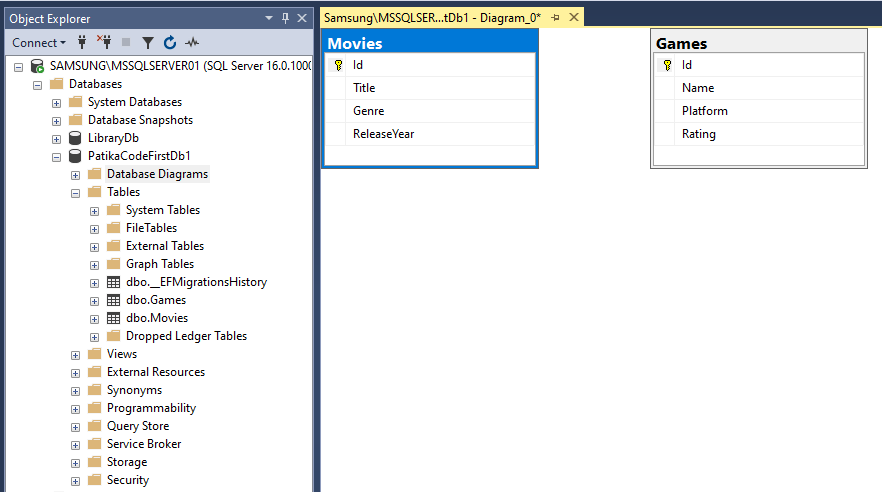 Object Explorer
Connect
SAMSUNG\MSSQLSERVER01 (SQL Server 16.0.1000
Databases
System Databases
Database Snapshots
LibraryDb
PatikaCodeFirstDb1
Database Diagrams
Tables
System Tables
FileTables
External Tables
Graph Tables
dbo.__EFMigrationsHistory
dbo.Games
dbo.Movies
Dropped Ledger Tables
Views
External Resources
Synonyms
Programmability
Query Store
Service Broker
Storage
Security
Samsung\MSSQLSER...tDb1 - Diagram_0*
Movies
Id
Title
Genre
ReleaseYear
Games
Id
Name
Platform
Rating